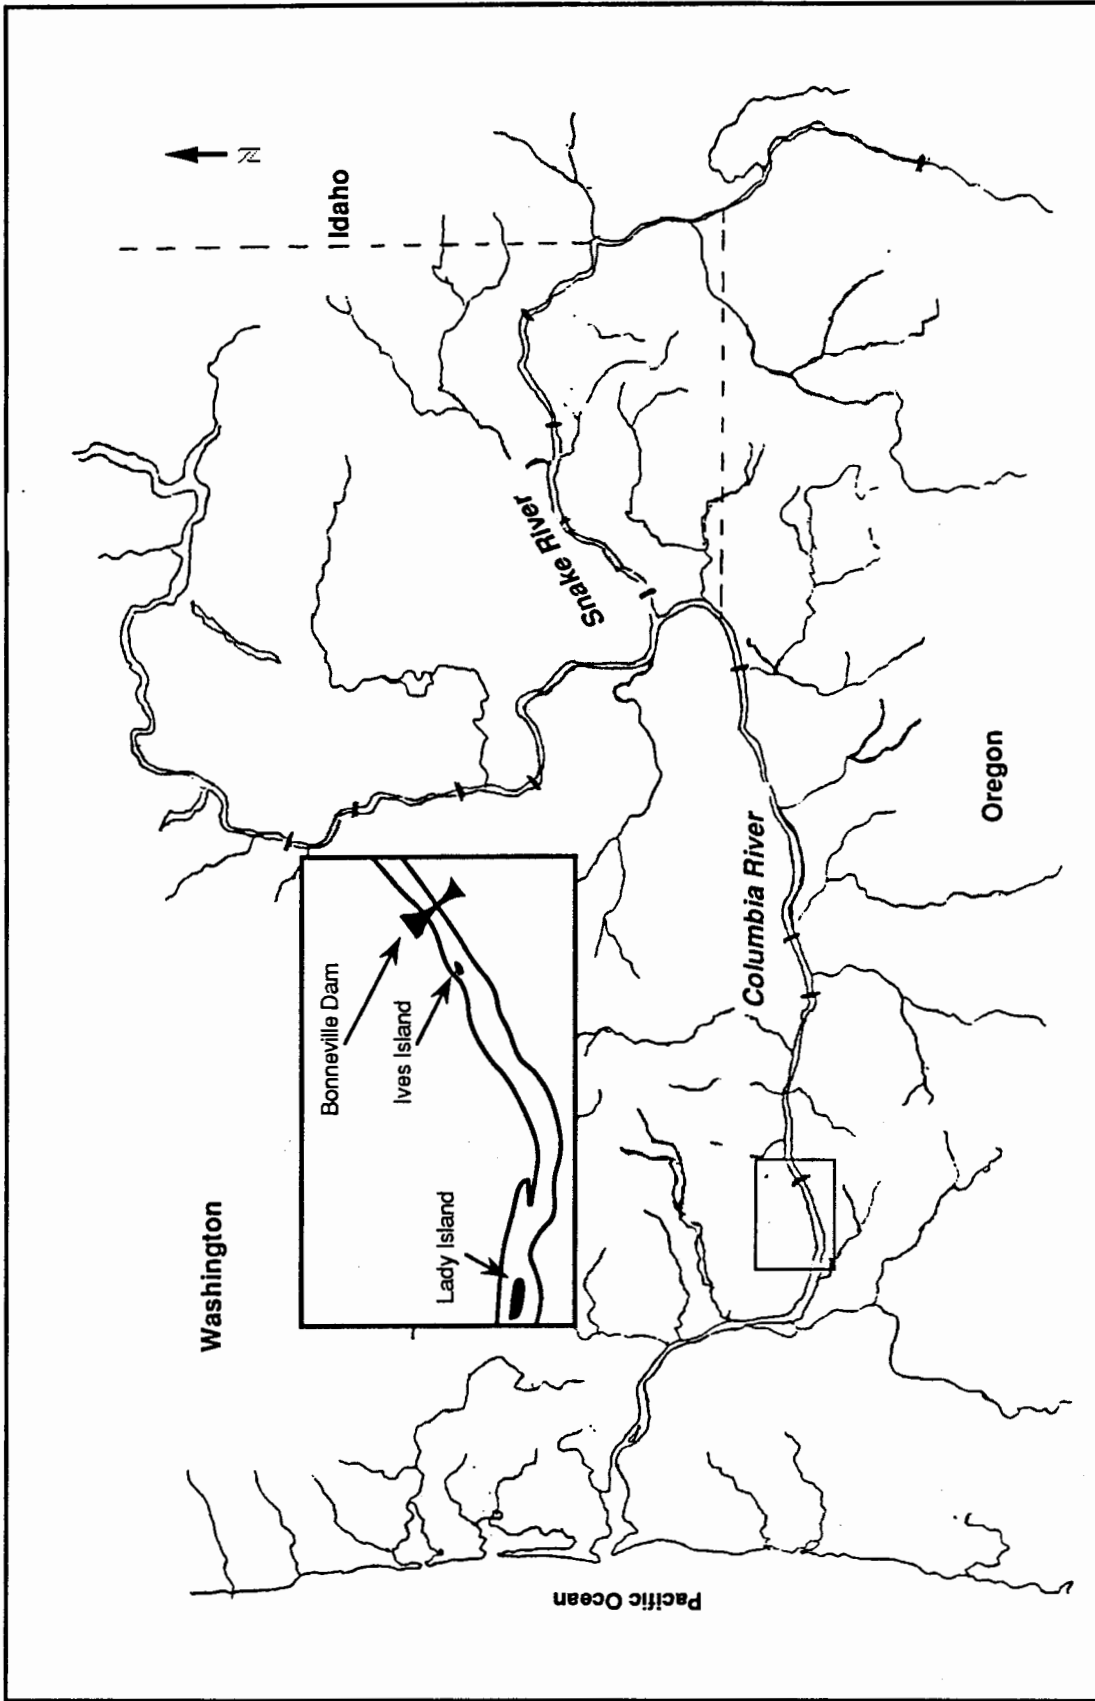 N
Idaho
Washington
Snake River
Bonneville Dam
Ives Island
Lady Island
Columbia River
Oregon
Pacific Ocean